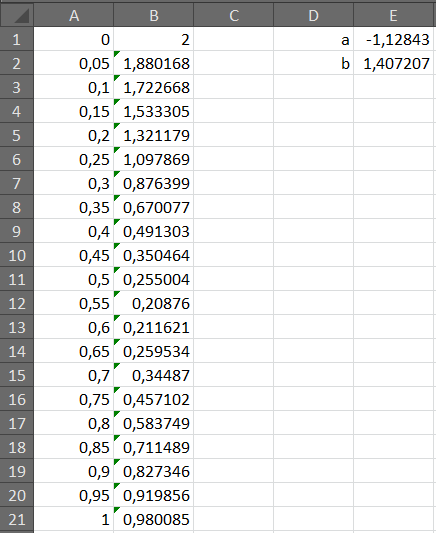 A B C D E
1 0 2 a -1,12843
2 0,05 1,880168 b 1,407207
3 0,1 1,722668
4 0,15 1,533305
5 0,2 1,321179
6 0,25 1,097869
7 0,3 0,876399
8 0,35 0,670077
9 0,4 0,491303
10 0,45 0,350464
11 0,5 0,255004
12 0,55 0,20876
13 0,6 0,211621
14 0,65 0,259534
15 0,7 0,34487
16 0,75 0,457102
17 0,8 0,583749
18 0,85 0,711489
19 0,9 0,827346
20 0,95 0,919856
21 1 0,980085